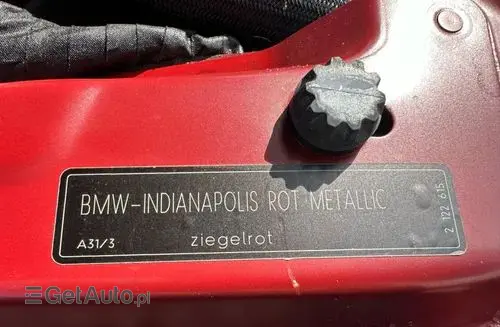 BMW-INDIANAPOLIS ROT METALLIC
A31/3 ziegelrot
2 122 615
GetAuto.pl